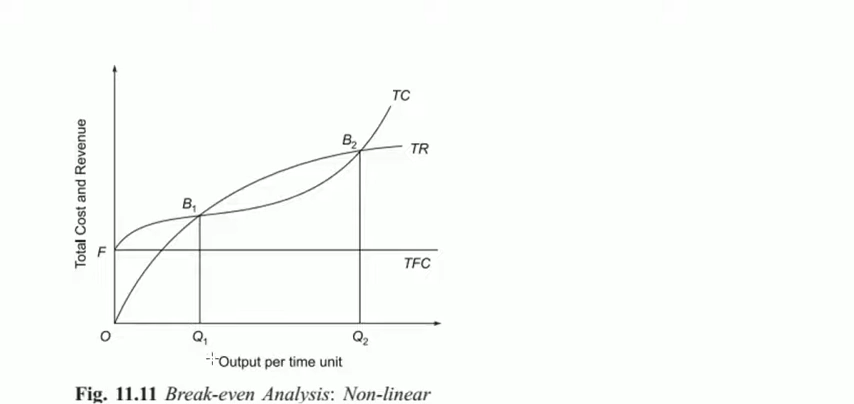 TC
B2
TR
Total Cost and Revenue
B1
F
TFC
O
Q1
Q2
Output per time unit
Fig. 11.11 Break-even Analysis: Non-linear